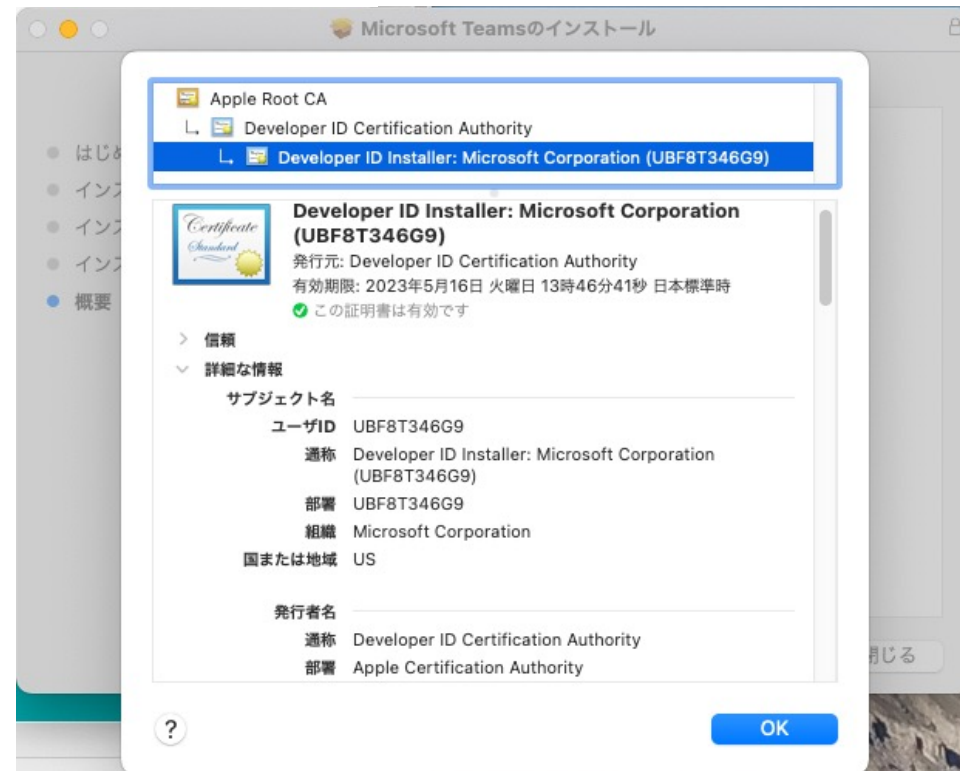 Microsoft Teamsのインストール
Apple Root CA
Developer ID Certification Authority
Developer ID Installer: Microsoft Corporation (UBF8T346G9)
はじ
インス
インス
インス
概要
Certificate
Standard
Developer ID Installer: Microsoft Corporation
(UBF8T346G9)
発行元: Developer ID Certification Authority
有効期限: 2023年5月16日 火曜日 13時46分41秒 日本標準時
この証明書は有効です
信頼
詳細な情報
サブジェクト名
ユーザID UBF8T346G9
通称 Developer ID Installer: Microsoft Corporation
(UBF8T346G9)
部署 UBF8T346G9
組織 Microsoft Corporation
国または地域 US
発行者名
通称 Developer ID Certification Authority
部署 Apple Certification Authority
閉じる
? OK